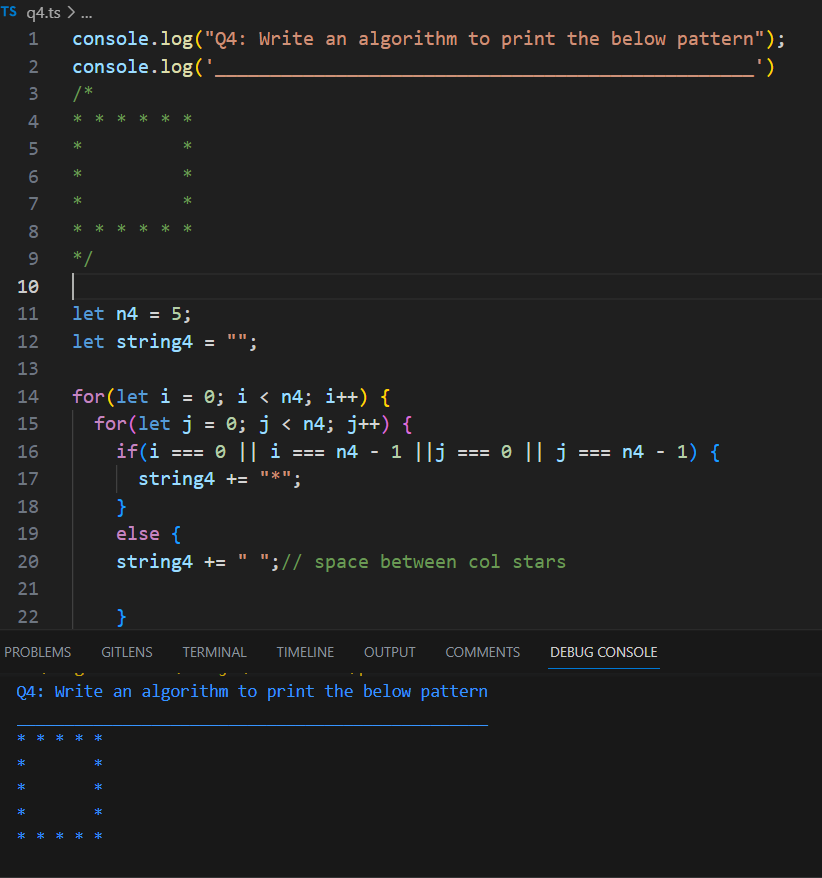 TS q4.ts > ...
1 console.log("Q4: Write an algorithm to print the below pattern");
2 console.log('_________________________________________________')
3 /*
4 * * * * * *
5 *         *
6 *         *
7 *         *
8 * * * * * *
9 */
10
11 let n4 = 5;
12 let string4 = "";
13
14 for(let i = 0; i < n4; i++) {
15   for(let j = 0; j < n4; j++) {
16     if(i === 0 || i === n4 - 1 ||j === 0 || j === n4 - 1) {
17       string4 += "*";
18     }
19     else {
20     string4 += " ";// space between col stars
21
22     }
PROBLEMS GITLENS TERMINAL TIMELINE OUTPUT COMMENTS DEBUG CONSOLE
Q4: Write an algorithm to print the below pattern
_________________________________________________
* * * * *
*       *
*       *
*       *
* * * * *